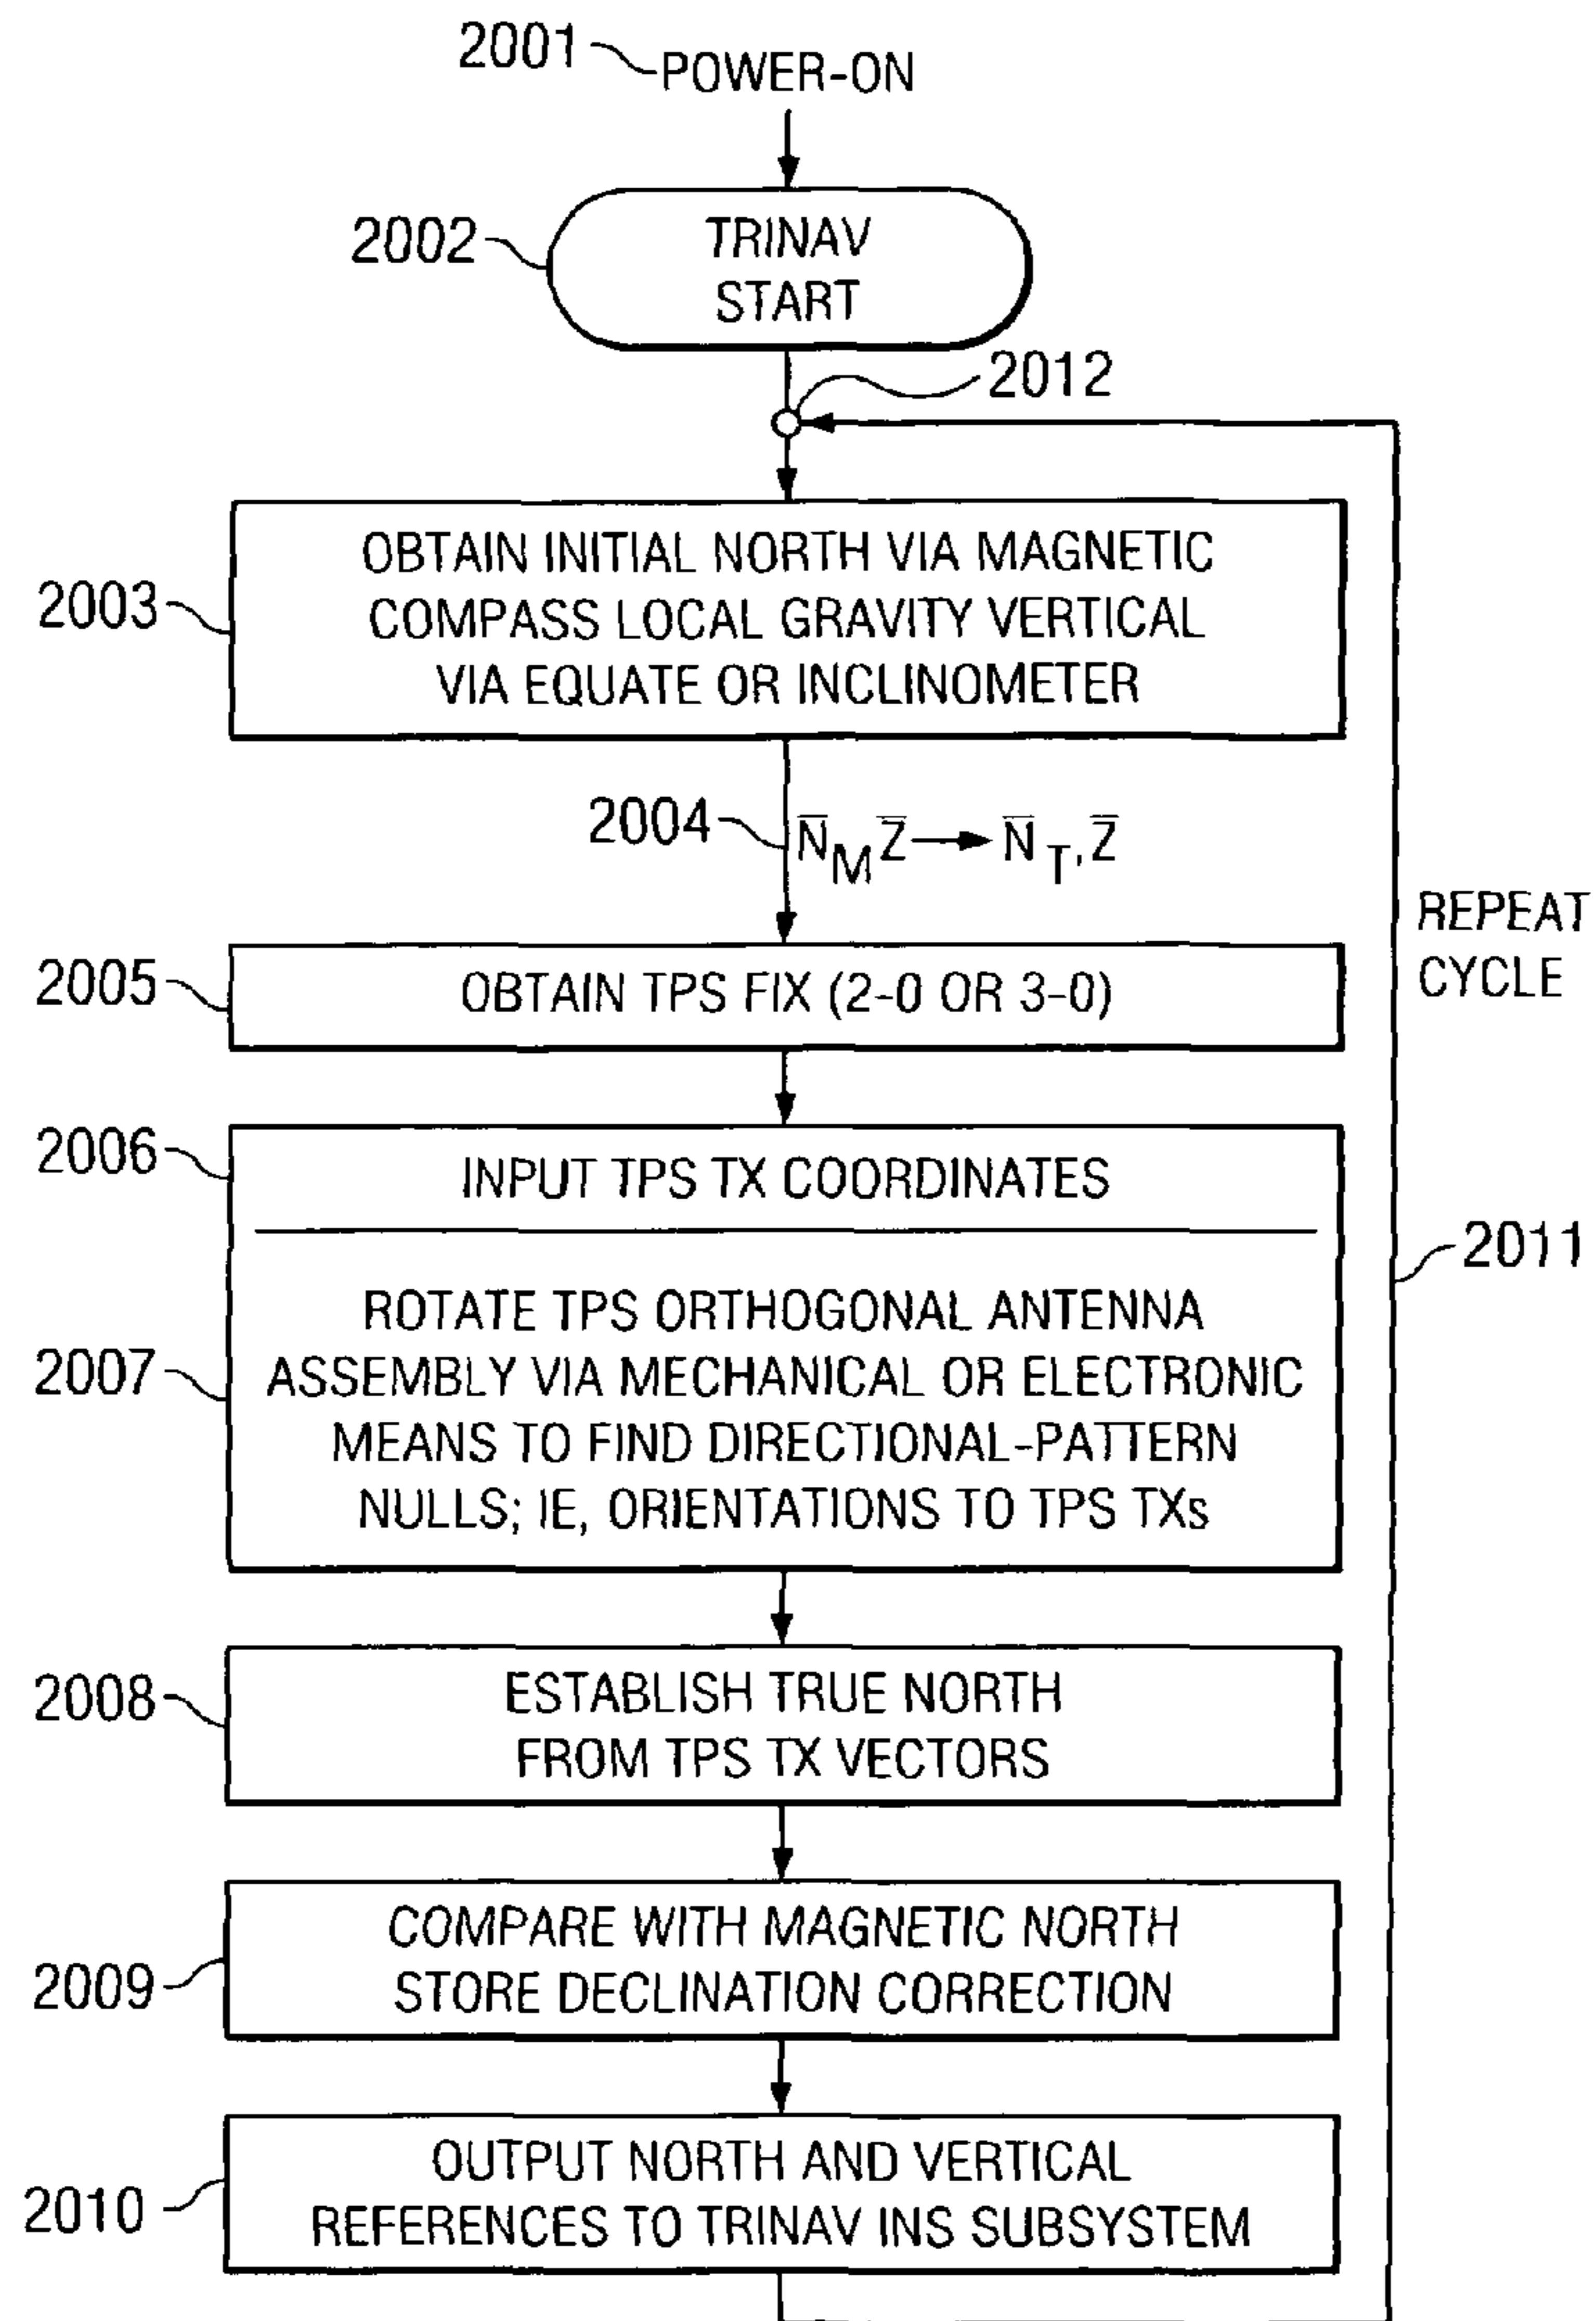 2001 POWER-ON
2002
TRINAV
START
2012
2003
OBTAIN INITIAL NORTH VIA MAGNETIC
COMPASS LOCAL GRAVITY VERTICAL
VIA EQUATE OR INCLINOMETER
2004 N̅M Z̅ → N̅T, Z̅
REPEAT
CYCLE
2005 OBTAIN TPS FIX (2-0 OR 3-0)
2006 INPUT TPS TX COORDINATES
2011
2007
ROTATE TPS ORTHOGONAL ANTENNA
ASSEMBLY VIA MECHANICAL OR ELECTRONIC
MEANS TO FIND DIRECTIONAL-PATTERN
NULLS; IE, ORIENTATIONS TO TPS TXs
2008
ESTABLISH TRUE NORTH
FROM TPS TX VECTORS
2009
COMPARE WITH MAGNETIC NORTH
STORE DECLINATION CORRECTION
2010
OUTPUT NORTH AND VERTICAL
REFERENCES TO TRINAV INS SUBSYSTEM